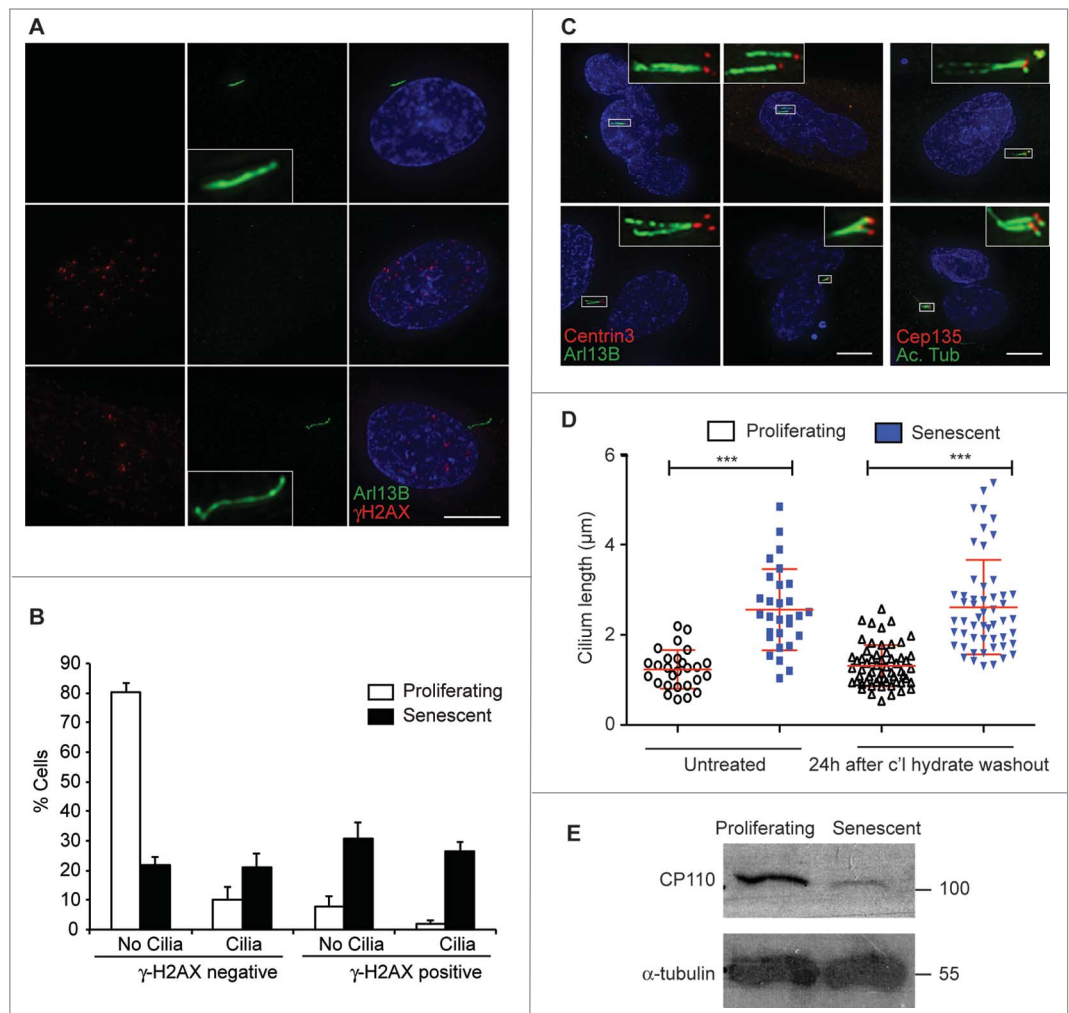 A
Arl13B
γH2AX
B
90
80
70
60
50
40
30
20
10
0
% Cells
Proliferating
Senescent
No Cilia
Cilia
No Cilia
Cilia
γ-H2AX negative
γ-H2AX positive
C
Centrin3
Arl13B
Cep135
Ac. Tub
D
Proliferating
Senescent
6
4
2
0
Cilium length (μm)
***
***
Untreated
24h after c'l hydrate washout
E
Proliferating
Senescent
CP110
100
α-tubulin
55